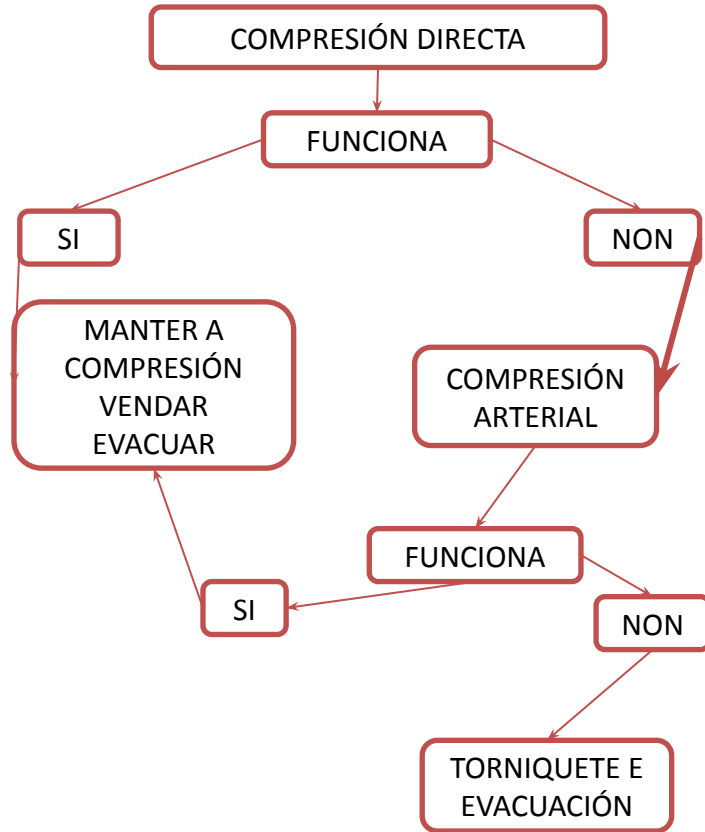 COMPRESIÓN DIRECTA
FUNCIONA
SI
NON
MANTER A
COMPRESIÓN
VENDAR
EVACUAR
COMPRESIÓN
ARTERIAL
FUNCIONA
SI
NON
TORNIQUETE E
EVACUACIÓN